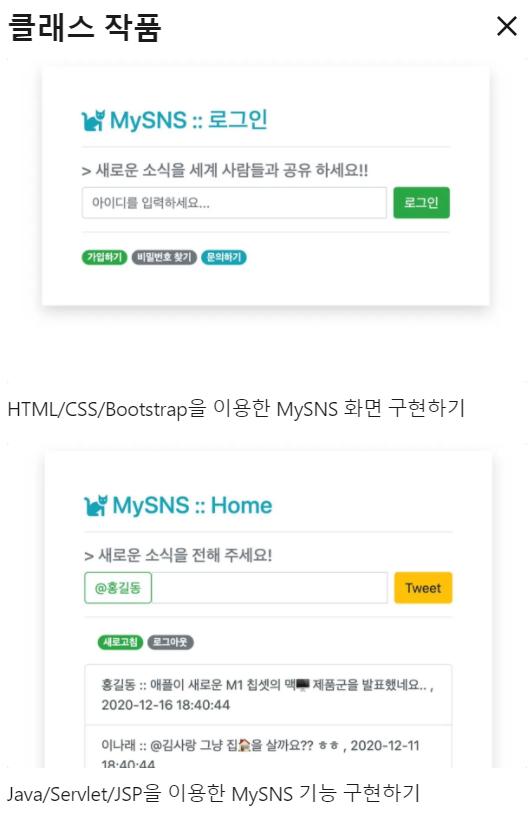 클래스 작품
MySNS :: 로그인
> 새로운 소식을 세계 사람들과 공유 하세요!!
아이디를 입력하세요... 로그인
가입하기 비밀번호 찾기 문의하기
HTML/CSS/Bootstrap을 이용한 MySNS 화면 구현하기
MySNS :: Home
> 새로운 소식을 전해 주세요!
@홍길동 Tweet
새로고침 로그아웃
홍길동 :: 애플이 새로운 M1 칩셋의 맥🖥️ 제품군을 발표했네요.. ,
2020-12-16 18:40:44
이나래 :: @김사랑 그냥 집🏠을 살까요?? ㅎㅎ , 2020-12-11
18:40:44
Java/Servlet/JSP을 이용한 MySNS 기능 구현하기